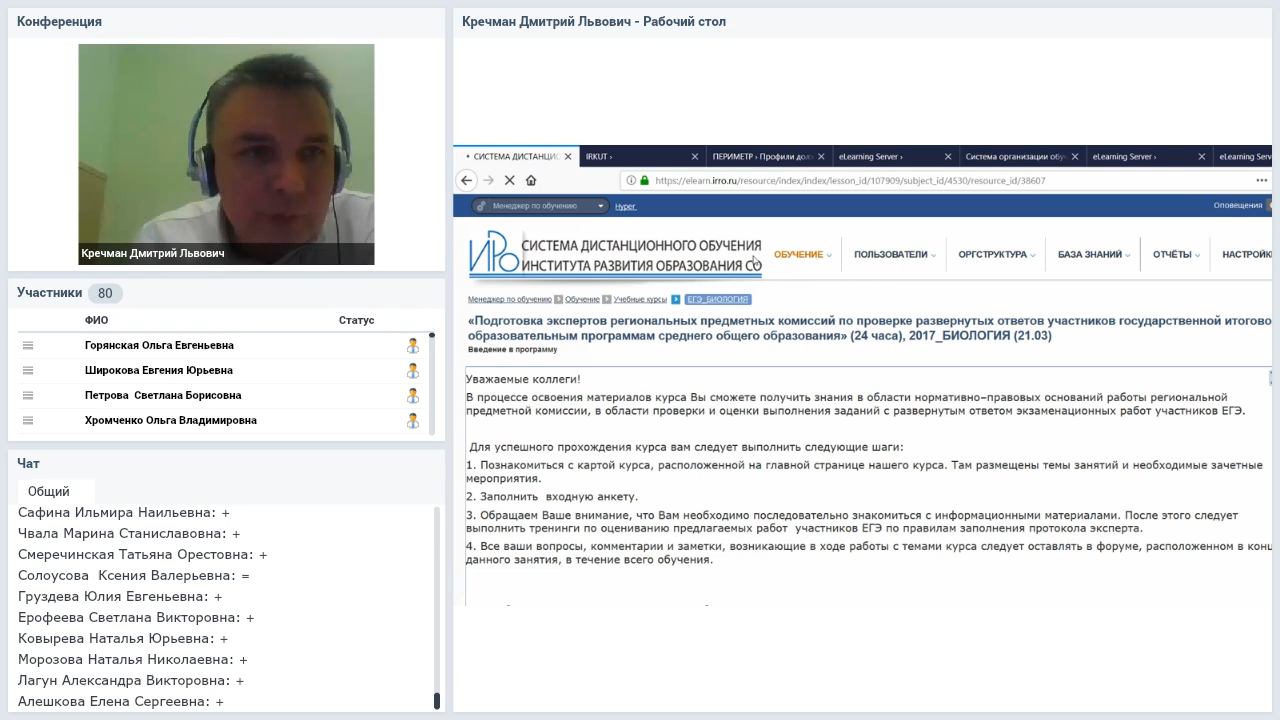 Конференция
Кречман Дмитрий Львович
Участники 80
ФИО Статус
Горянская Ольга Евгеньевна
Широкова Евгения Юрьевна
Петрова Светлана Борисовна
Хромченко Ольга Владимировна
Чат
Общий
Сафина Ильмира Наильевна: +
Чвала Марина Станиславовна: +
Смеречинская Татьяна Орестовна: +
Солоусова Ксения Валерьевна: =
Груздева Юлия Евгеньевна: +
Ерофеева Светлана Викторовна: +
Ковырева Наталья Юрьевна: +
Морозова Наталья Николаевна: +
Лагун Александра Викторовна: +
Алешкова Елена Сергеевна: +
Кречман Дмитрий Львович - Рабочий стол
СИСТЕМА ДИСТАНЦИО IRKUT › ПЕРИМЕТР › Профили дол eLearning Server › Система организации обу eLearning Server › eLearning Serv
https://elearn.irro.ru/resource/index/index/lesson_id/107909/subject_id/4530/resource_id/38607
Менеджер по обучению Hyper Оповещения
ИРО СИСТЕМА ДИСТАНЦИОННОГО ОБУЧЕНИЯ
ИНСТИТУТА РАЗВИТИЯ ОБРАЗОВАНИЯ СО
ОБУЧЕНИЕ ПОЛЬЗОВАТЕЛИ ОРГСТРУКТУРА БАЗА ЗНАНИЙ ОТЧЁТЫ НАСТРОЙК
Менеджер по обучению Обучение Учебные курсы ЕГЭ_БИОЛОГИЯ
«Подготовка экспертов региональных предметных комиссий по проверке развернутых ответов участников государственной итогово
образовательным программам среднего общего образования» (24 часа), 2017_БИОЛОГИЯ (21.03)
Введение в программу
Уважаемые коллеги!
В процессе освоения материалов курса Вы сможете получить знания в области нормативно–правовых оснований работы региональной
предметной комиссии, в области проверки и оценки выполнения заданий с развернутым ответом экзаменационных работ участников ЕГЭ.
Для успешного прохождения курса вам следует выполнить следующие шаги:
1. Познакомиться с картой курса, расположенной на главной странице нашего курса. Там размещены темы занятий и необходимые зачетные
мероприятия.
2. Заполнить входную анкету.
3. Обращаем Ваше внимание, что Вам необходимо последовательно знакомиться с информационными материалами. После этого следует
выполнить тренинги по оцениванию предлагаемых работ участников ЕГЭ по правилам заполнения протокола эксперта.
4. Все ваши вопросы, комментарии и заметки, возникающие в ходе работы с темами курса следует оставлять в форуме, расположенном в конц
данного занятия, в течение всего обучения.